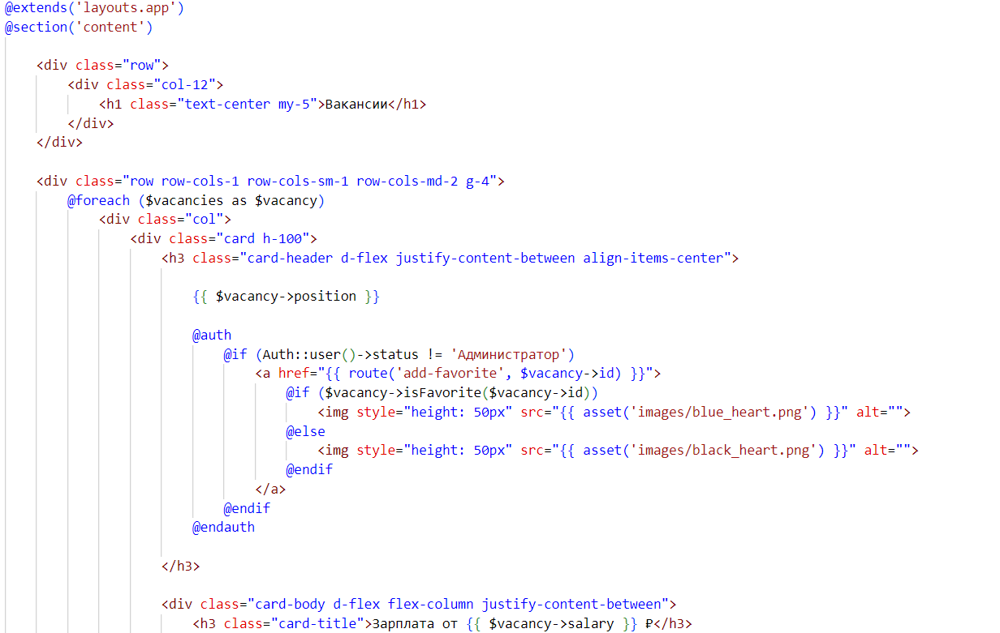 @extends('layouts.app')
@section('content')
<div class="row">
<div class="col-12">
<h1 class="text-center my-5">Вакансии</h1>
</div>
</div>
<div class="row row-cols-1 row-cols-sm-1 row-cols-md-2 g-4">
@foreach ($vacancies as $vacancy)
<div class="col">
<div class="card h-100">
<h3 class="card-header d-flex justify-content-between align-items-center">
{{ $vacancy->position }}
@auth
@if (Auth::user()->status != 'Администратор')
<a href="{{ route('add-favorite', $vacancy->id) }}">
@if ($vacancy->isFavorite($vacancy->id))
<img style="height: 50px" src="{{ asset('images/blue_heart.png') }}" alt="">
@else
<img style="height: 50px" src="{{ asset('images/black_heart.png') }}" alt="">
@endif
</a>
@endif
@endauth
</h3>
<div class="card-body d-flex flex-column justify-content-between">
<h3 class="card-title">Зарплата от {{ $vacancy->salary }} ₽</h3>